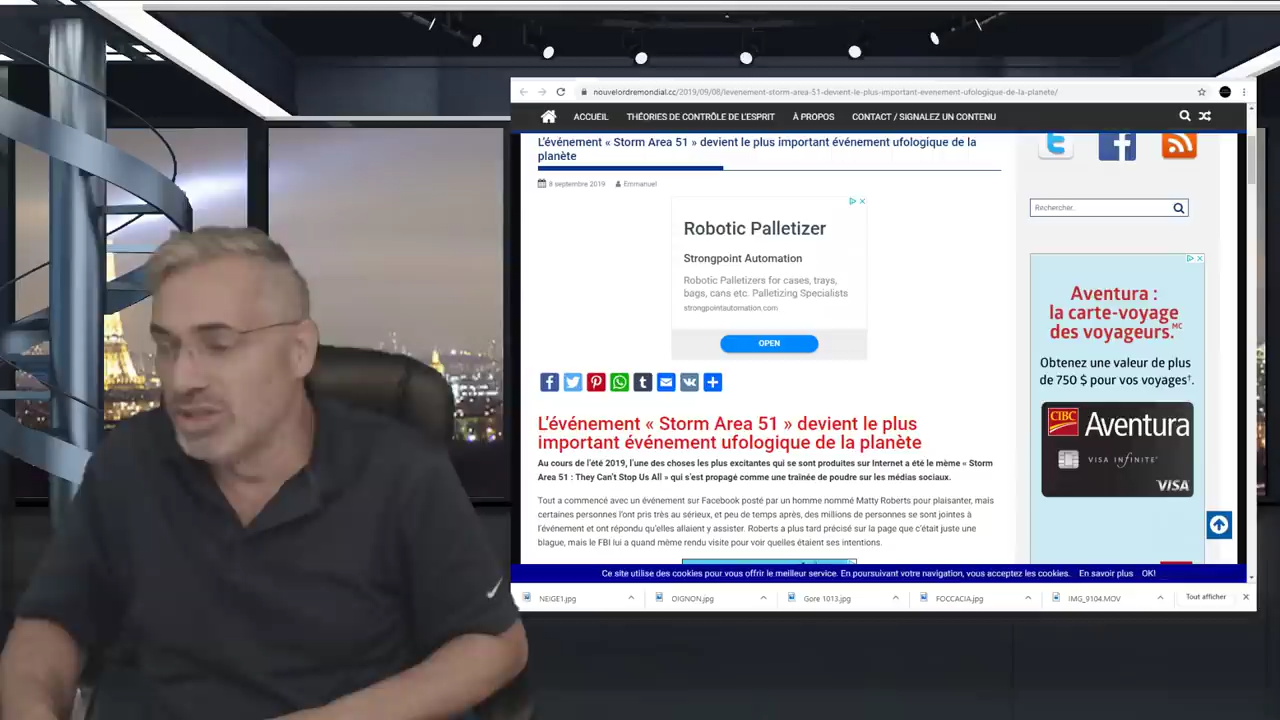 nouvelordremondial.cc/2019/09/08/levenement-storm-area-51-devient-le-plus-important-evenement-ufologique-de-la-planete/
ACCUEIL THÉORIES DE CONTRÔLE DE L'ESPRIT À PROPOS CONTACT / SIGNALEZ UN CONTENU
L'événement « Storm Area 51 » devient le plus important événement ufologique de la
planète
8 septembre 2019 Emmanuel
Robotic Palletizer
Strongpoint Automation
Robotic Palletizers for cases, trays,
bags, cans etc. Palletizing Specialists
strongpointautomation.com
OPEN
L'événement « Storm Area 51 » devient le plus
important événement ufologique de la planète
Au cours de l'été 2019, l'une des choses les plus excitantes qui se sont produites sur Internet a été le mème « Storm
Area 51 : They Can't Stop Us All » qui s'est propagé comme une traînée de poudre sur les médias sociaux.
Tout a commencé avec un événement sur Facebook posté par un homme nommé Matty Roberts pour plaisanter, mais
certaines personnes l'ont pris très au sérieux, et peu de temps après, des millions de personnes se sont jointes à
l'événement et ont répondu qu'elles allaient y assister. Roberts a plus tard précisé sur la page que c'était juste une
blague, mais le FBI lui a quand même rendu visite pour voir quelles étaient ses intentions.
Rechercher…
Aventura :
la carte-voyage
des voyageurs.MC
Obtenez une valeur de plus
de 750 $ pour vos voyages†.
CIBC Aventura
VISA INFINITE*
VISA
Ce site utilise des cookies pour vous offrir le meilleur service. En poursuivant votre navigation, vous acceptez les cookies. En savoir plus OK!
NEIGE1.jpg OIGNON.jpg Gore 1013.jpg FOCCACIA.jpg IMG_9104.MOV Tout afficher